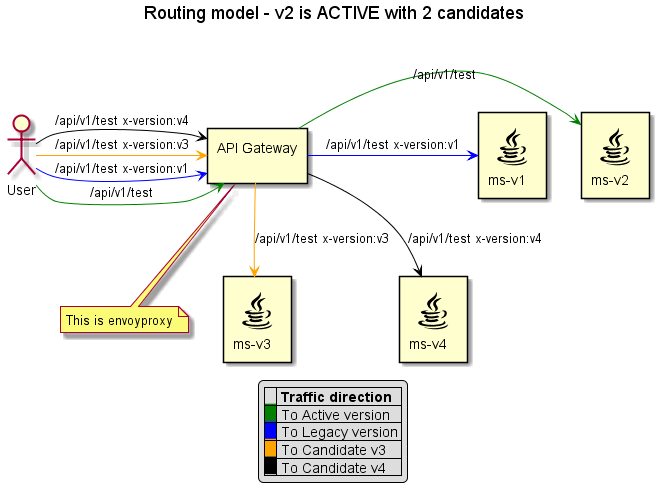 Routing model - v2 is ACTIVE with 2 candidates
/api/v1/test
/api/v1/test x-version:v4
/api/v1/test x-version:v3
/api/v1/test x-version:v1
/api/v1/test
User
API Gateway
/api/v1/test x-version:v1
ms-v1
ms-v2
/api/v1/test x-version:v3
/api/v1/test x-version:v4
This is envoyproxy
ms-v3
ms-v4
Traffic direction
To Active version
To Legacy version
To Candidate v3
To Candidate v4